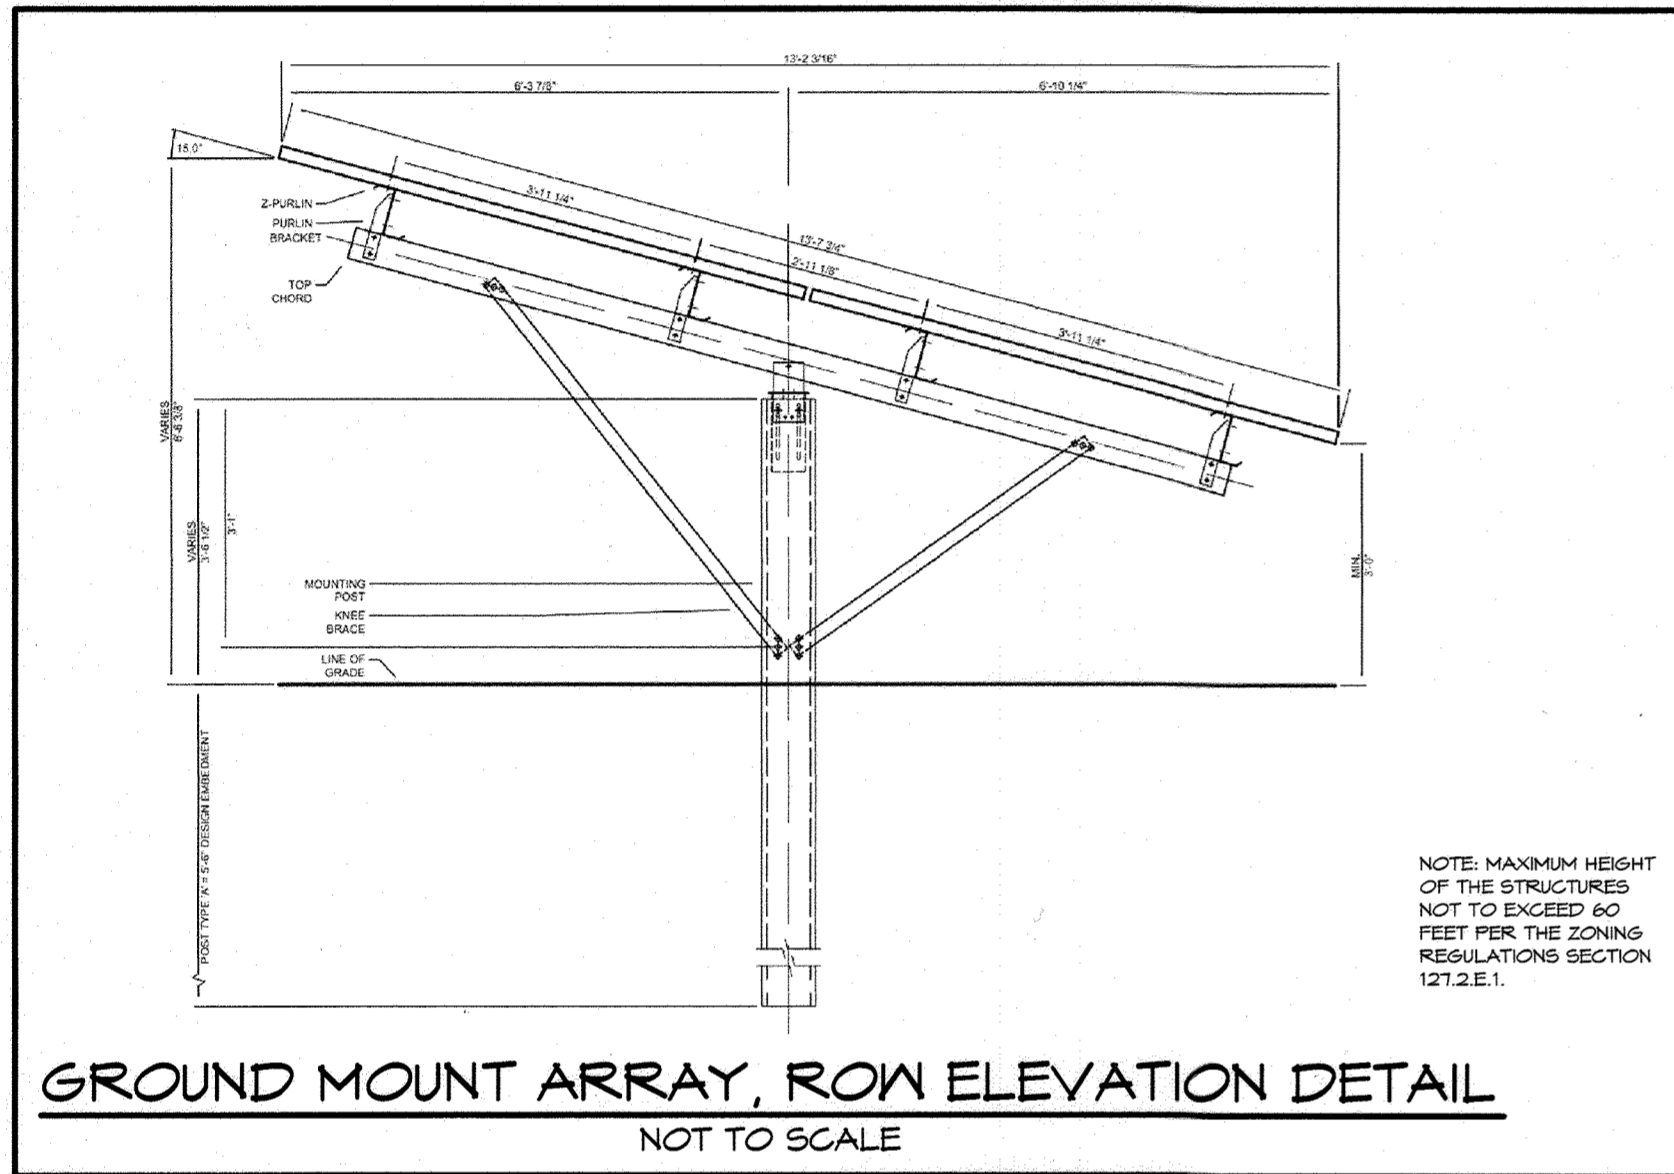 13'-2 3/16"
6'-3 7/8"
6'-10 1/4"
15.0°
3'-11 1/4"
13'-7 3/4"
2'-11 1/8"
3'-11 1/4"
Z-PURLIN
PURLIN
BRACKET
TOP
CHORD
VARIES
6'-6 3/8"
VARIES
3'-6 1/2"
3'-1"
MIN.
3'-0"
MOUNTING
POST
KNEE
BRACE
LINE OF
GRADE
POST TYPE 'A' = 5'-6" DESIGN EMBEDMENT
NOTE: MAXIMUM HEIGHT
OF THE STRUCTURES
NOT TO EXCEED 60
FEET PER THE ZONING
REGULATIONS SECTION
127.2.E.1.
GROUND MOUNT ARRAY, ROW ELEVATION DETAIL
NOT TO SCALE